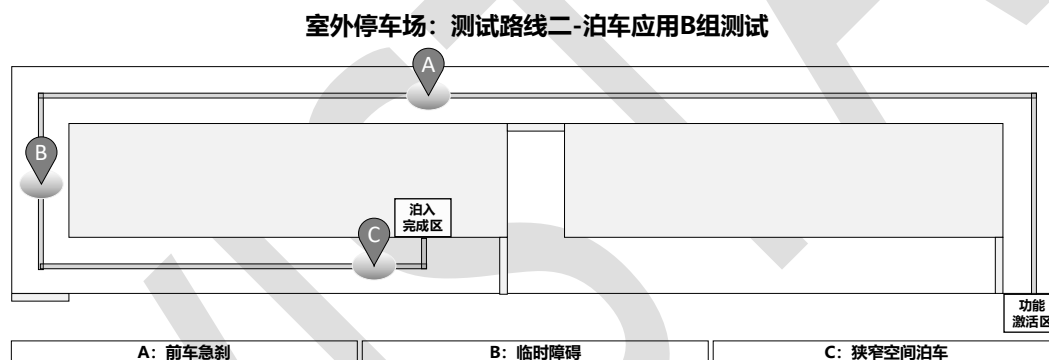 室外停车场：测试路线二-泊车应用B组测试
A
B
泊入
完成区
C
功能
激活区
A：前车急刹
B：临时障碍
C：狭窄空间泊车